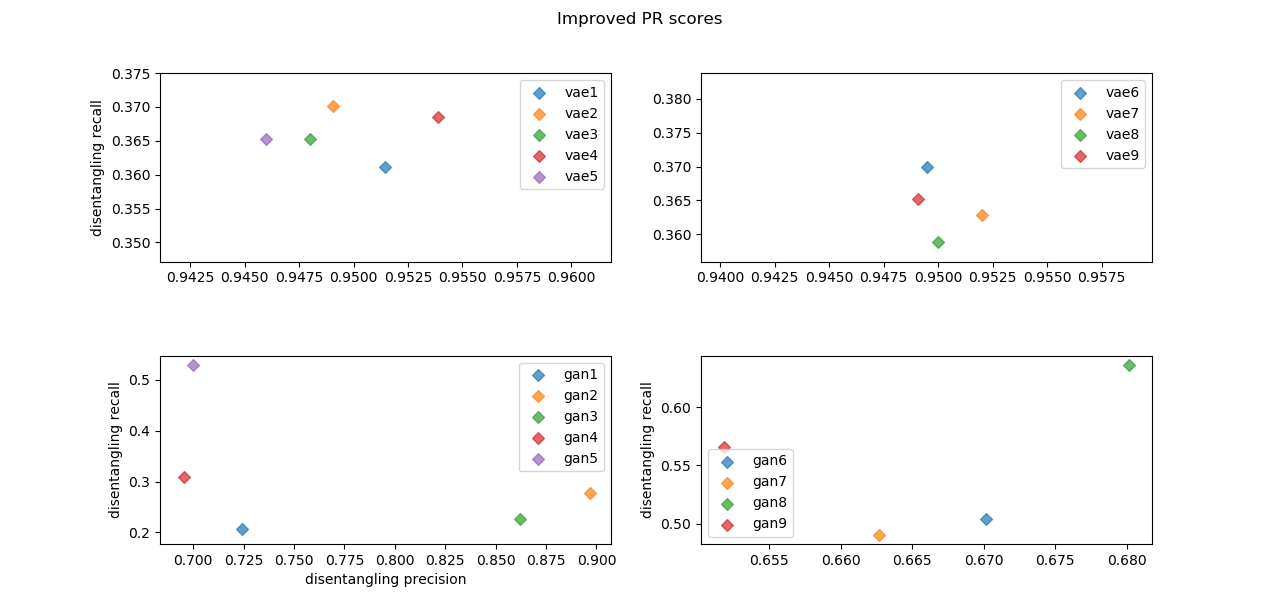 Improved PR scores
disentangling recall
0.375
0.370
0.365
0.360
0.355
0.350
0.9425 0.9450 0.9475 0.9500 0.9525 0.9550 0.9575 0.9600
vae1
vae2
vae3
vae4
vae5
0.380
0.375
0.370
0.365
0.360
0.9400 0.9425 0.9450 0.9475 0.9500 0.9525 0.9550 0.9575
vae6
vae7
vae8
vae9
disentangling recall
0.5
0.4
0.3
0.2
0.700 0.725 0.750 0.775 0.800 0.825 0.850 0.875 0.900
disentangling precision
gan1
gan2
gan3
gan4
gan5
disentangling recall
0.60
0.55
0.50
0.655 0.660 0.665 0.670 0.675 0.680
gan6
gan7
gan8
gan9